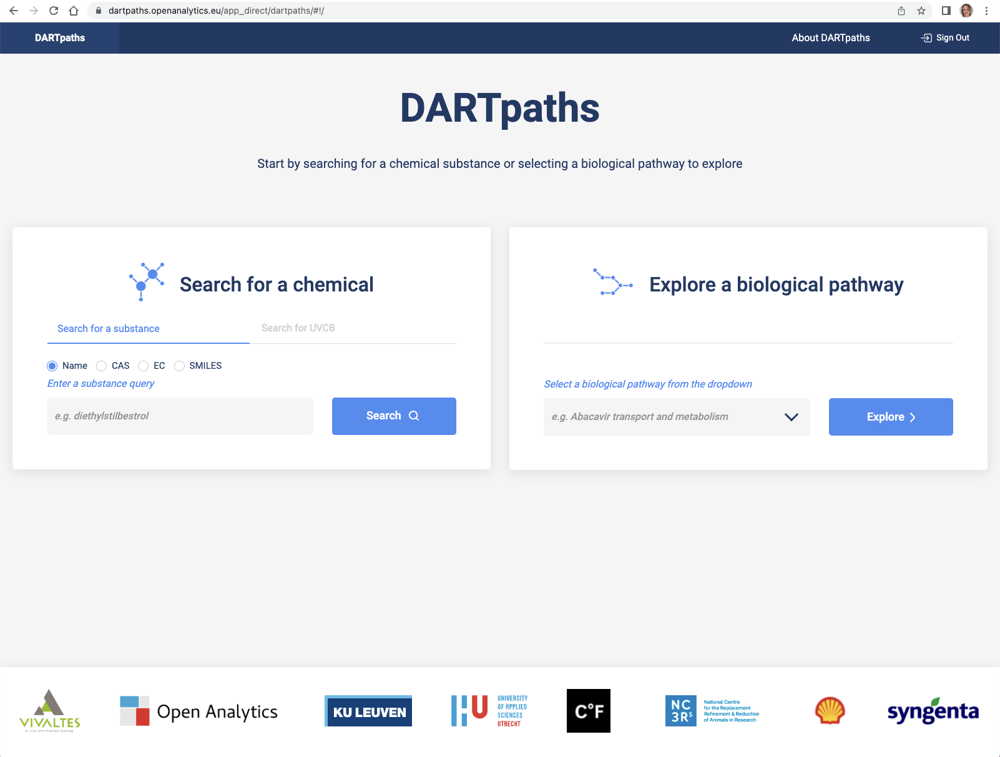 dartpaths.openanalytics.eu/app_direct/dartpaths/#!/
DARTpaths
About DARTpaths
Sign Out
DARTpaths
Start by searching for a chemical substance or selecting a biological pathway to explore
Search for a chemical
Search for a substance
Search for UVCB
Name
CAS
EC
SMILES
Enter a substance query
e.g. diethylstilbestrol
Search
Explore a biological pathway
Select a biological pathway from the dropdown
e.g. Abacavir transport and metabolism
Explore
VIVALTES
in vivo alternative testing
Open Analytics
KU LEUVEN
HU
UNIVERSITY
OF APPLIED
SCIENCES
UTRECHT
C°F
NC
3Rs
National Centre
for the Replacement
Refinement & Reduction
of Animals in Research
syngenta